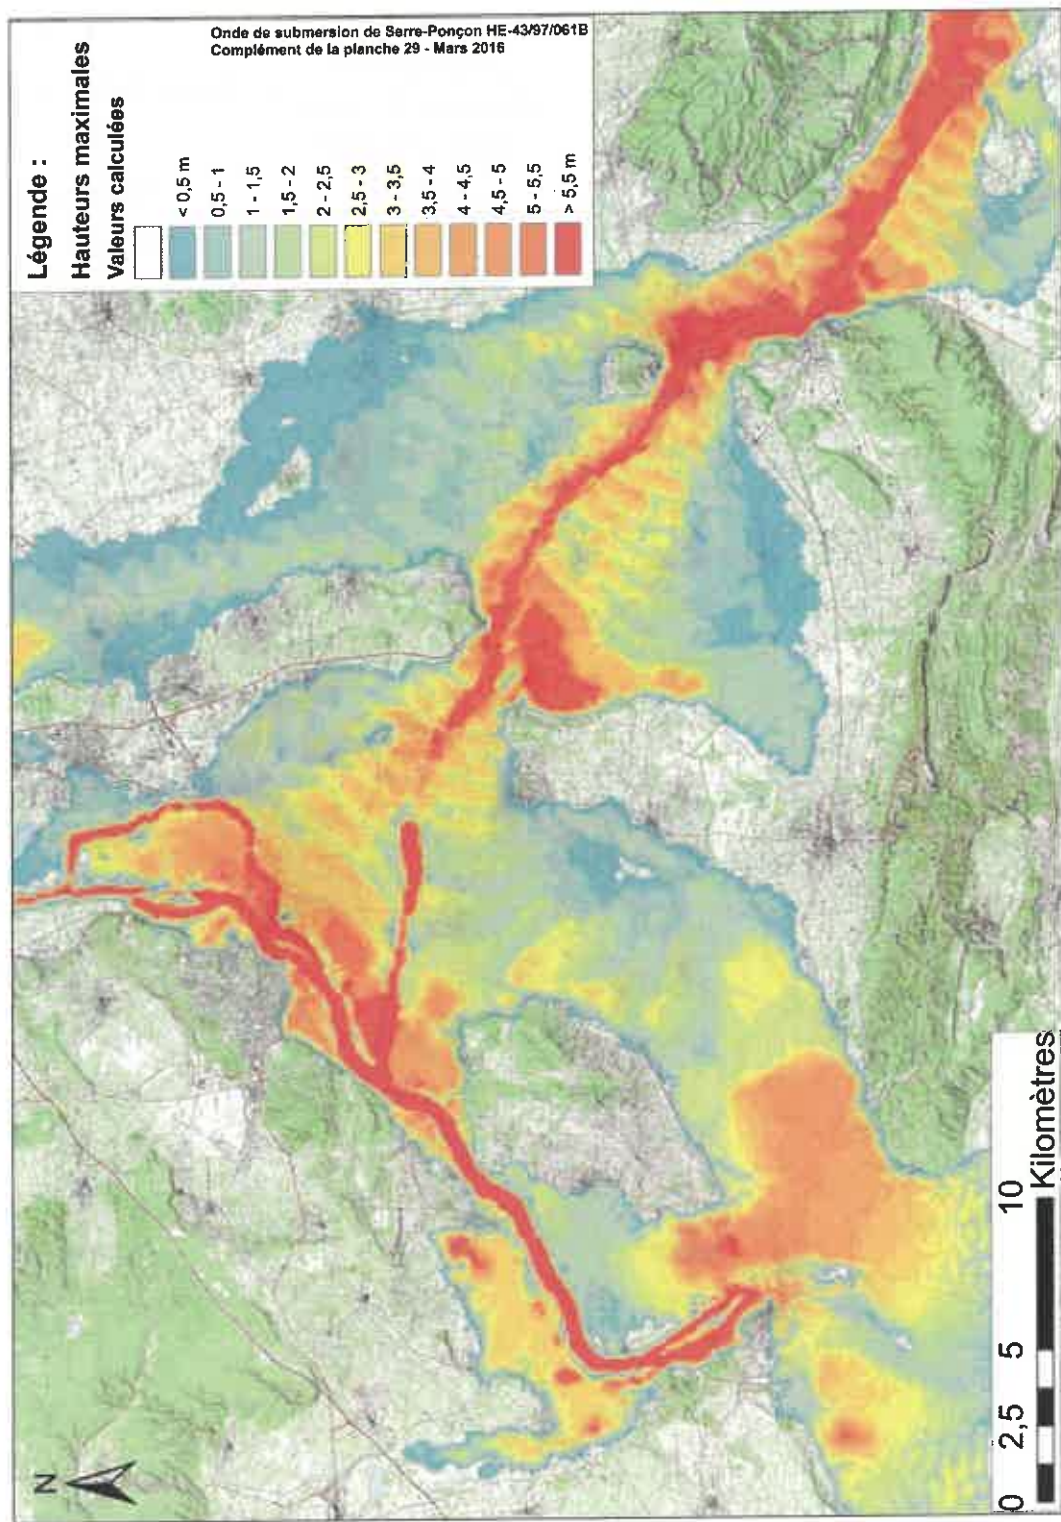 Légende :
Hauteurs maximales
Valeurs calculées
< 0,5 m
0,5 - 1
1 - 1,5
1,5 - 2
2 - 2,5
2,5 - 3
3 - 3,5
3,5 - 4
4 - 4,5
4,5 - 5
5 - 5,5
> 5,5 m
Onde de submersion de Serre-Ponçon HE-43/97/061B
Complément de la planche 29 - Mars 2016
N
0 2,5 5 10
Kilomètres